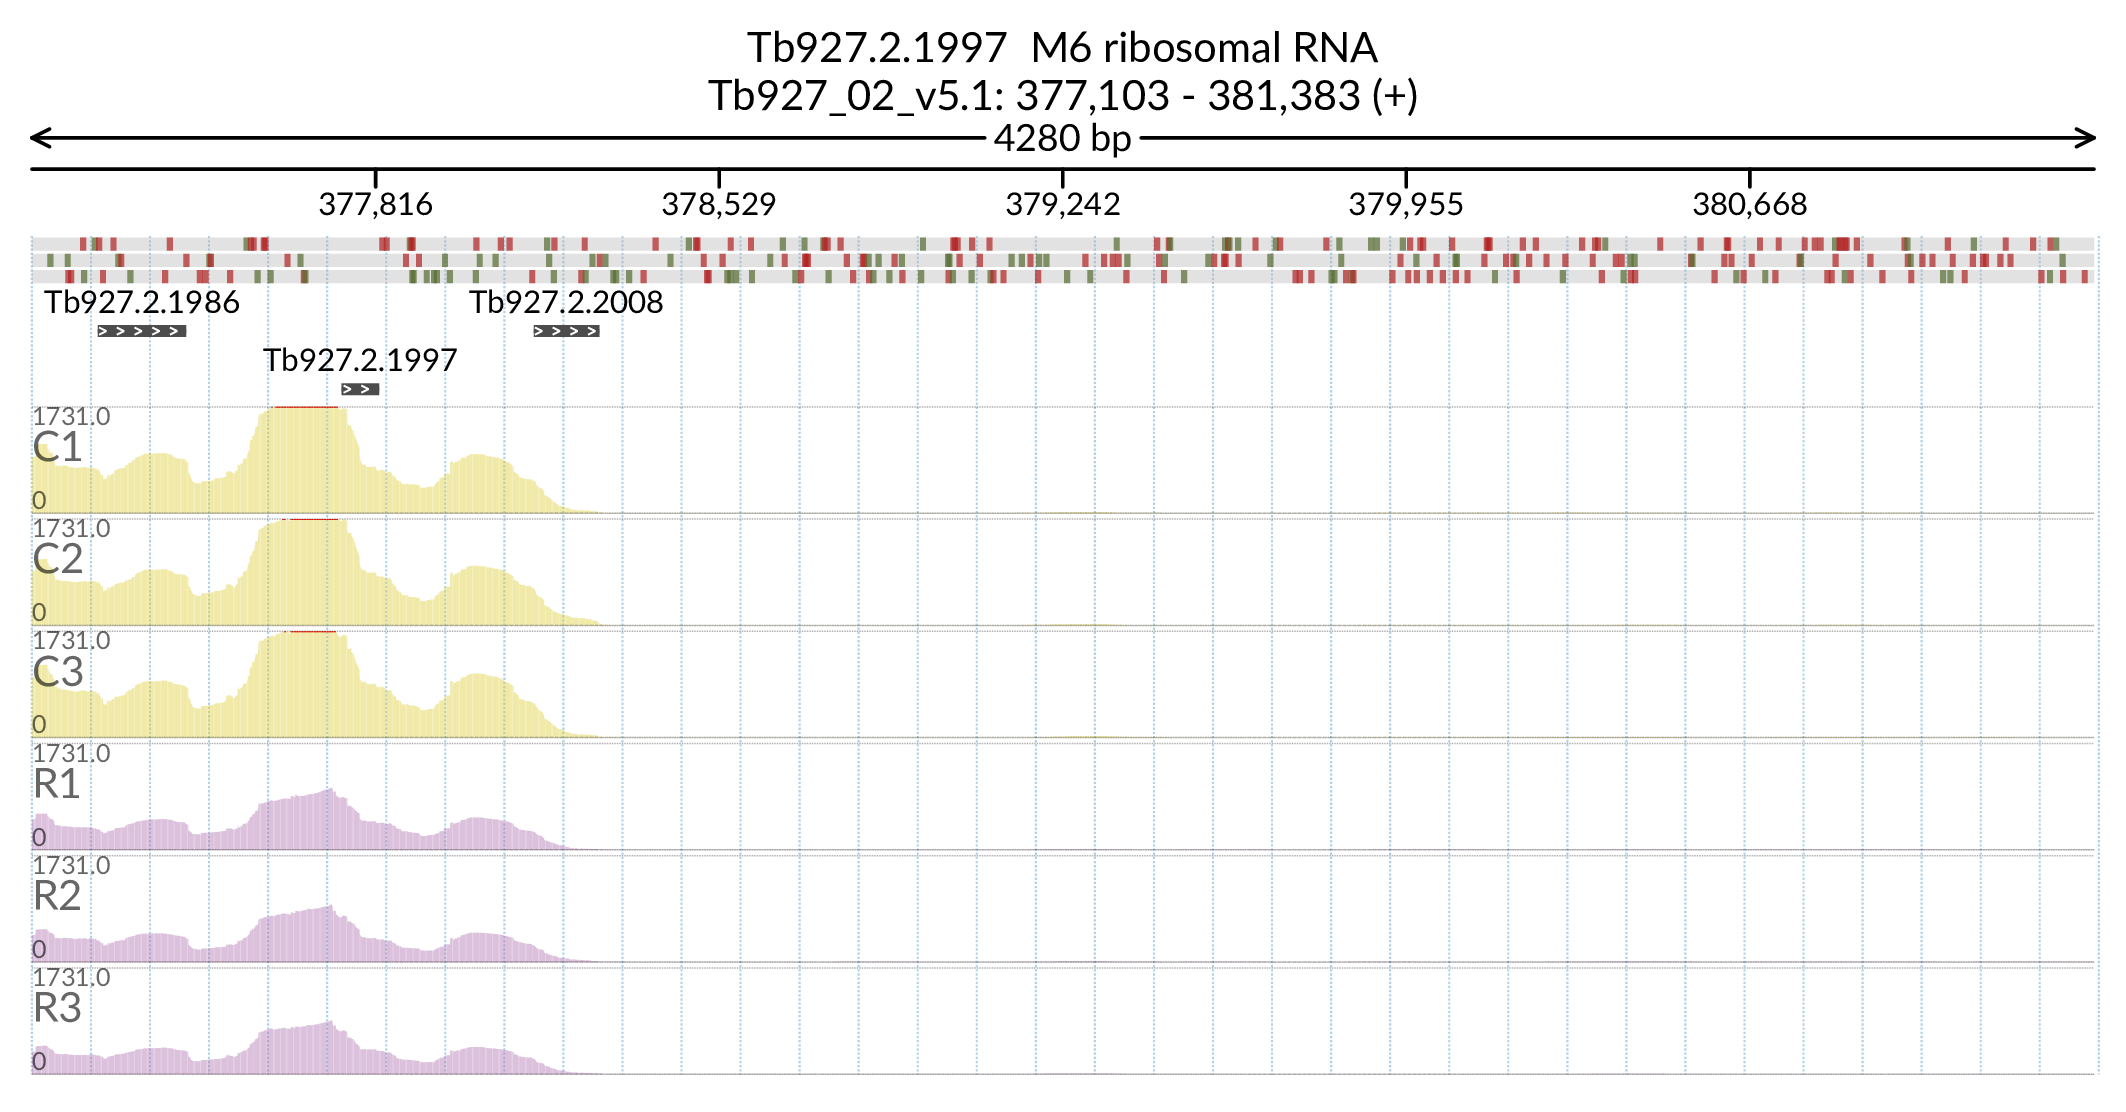 Tb927.2.1997  M6 ribosomal RNA
Tb927_02_v5.1: 377,103 - 381,383 (+)
4280 bp
377,816 378,529 379,242 379,955 380,668
Tb927.2.1986 Tb927.2.2008
> > > > > > > > >
Tb927.2.1997
> >
1731.0
C1
0
1731.0
C2
0
1731.0
C3
0
1731.0
R1
0
1731.0
R2
0
1731.0
R3
0